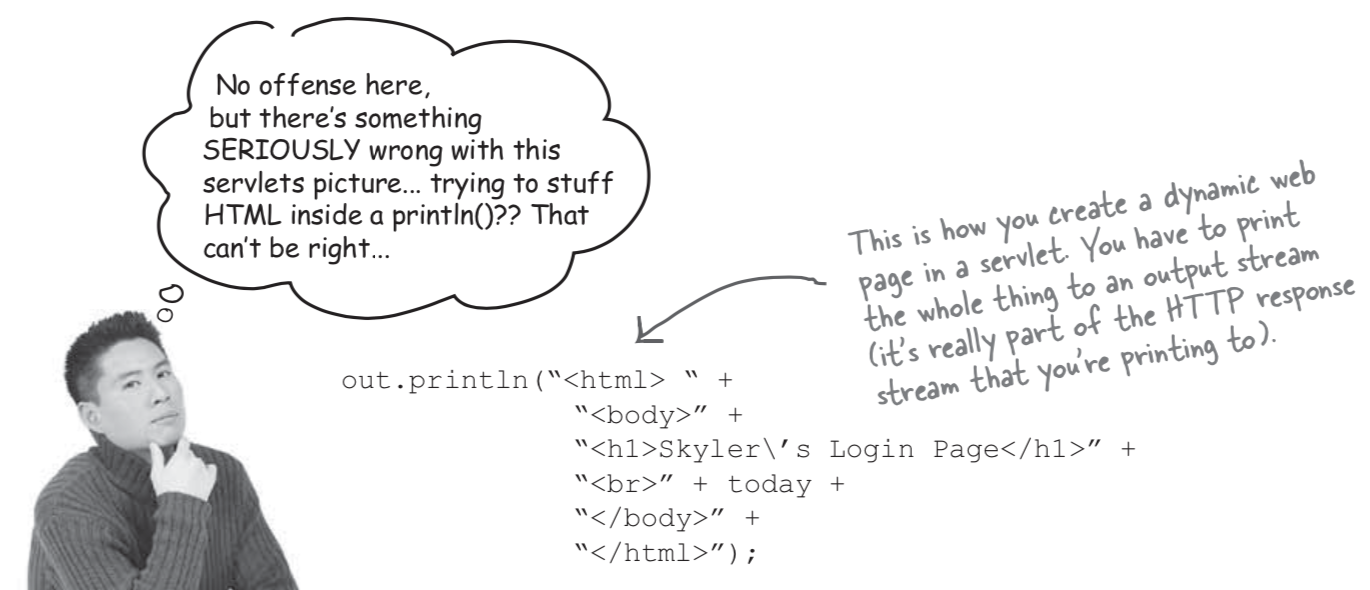 No offense here,
but there's something
SERIOUSLY wrong with this
servlets picture... trying to stuff
HTML inside a println()?? That
can't be right...
This is how you create a dynamic web
page in a servlet. You have to print
the whole thing to an output stream
(it's really part of the HTTP response
stream that you're printing to).
out.println(“<html> “ +
“<body>” +
“<h1>Skyler\’s Login Page</h1>” +
“<br>” + today +
“</body>” +
“</html>”);